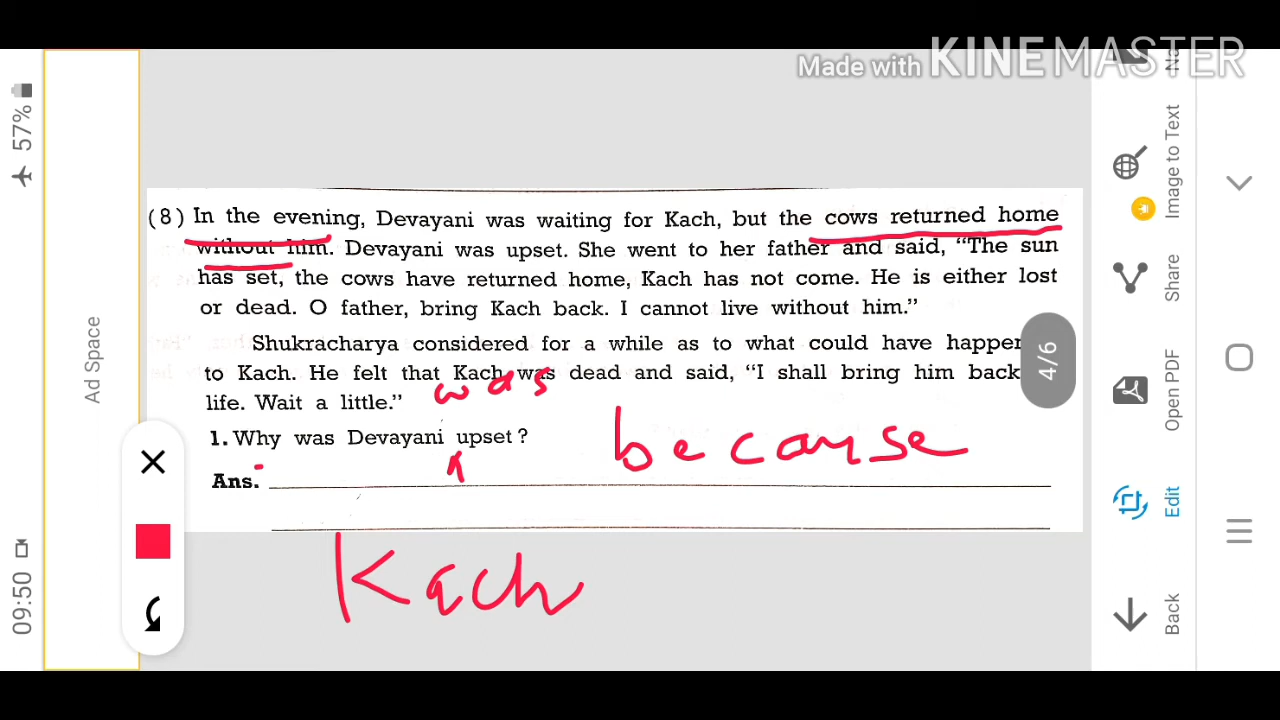 Made with KINEMASTER
57%
09:50
Ad Space
(8) In the evening, Devayani was waiting for Kach, but the cows returned home
without him. Devayani was upset. She went to her father and said, “The sun
has set, the cows have returned home, Kach has not come. He is either lost
or dead. O father, bring Kach back. I cannot live without him.”
Shukracharya considered for a while as to what could have happen
to Kach. He felt that Kach was dead and said, “I shall bring him back
life. Wait a little.”
was
1. Why was Devayani upset?
because
Ans.
Kach
4/6
Image to Text
Share
Open PDF
Edit
Back